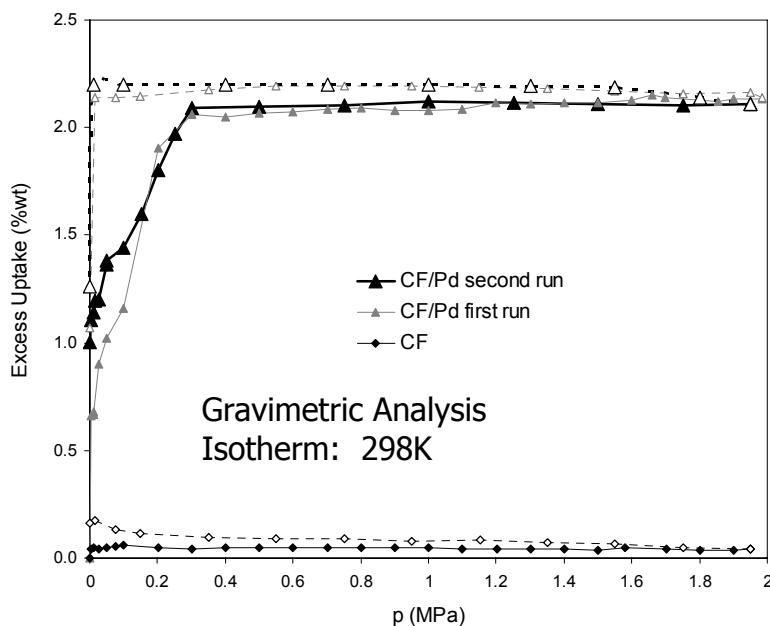 2.5
2.0
1.5
1.0
0.5
0.0
Excess Uptake (%wt)
CF/Pd second run
CF/Pd first run
CF
Gravimetric Analysis
Isotherm: 298K
0 0.2 0.4 0.6 0.8 1 1.2 1.4 1.6 1.8 2
p (MPa)